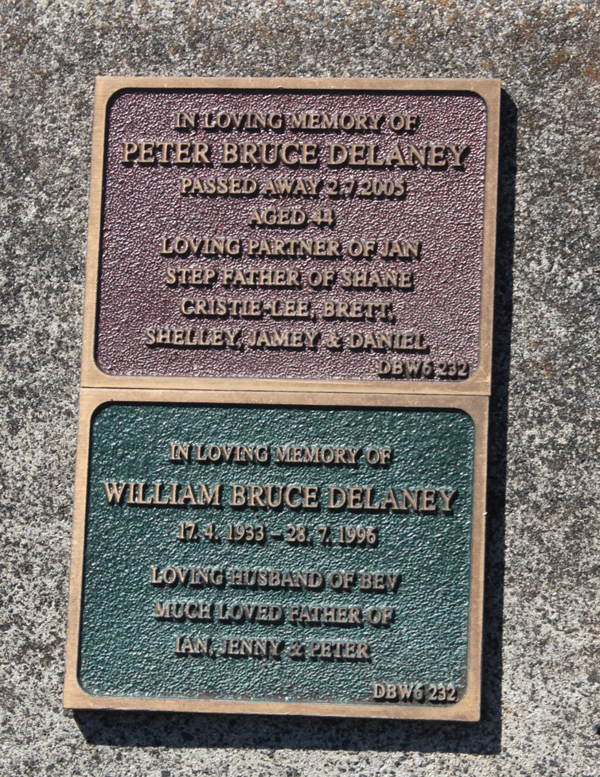 IN LOVING MEMORY OF
PETER BRUCE DELANEY
PASSED AWAY 2.7.2005
AGED 44
LOVING PARTNER OF JAN
STEP FATHER OF SHANE
CRISTIE-LEE, BRETT,
SHELLEY, JAMEY & DANIEL
DBW6 232
IN LOVING MEMORY OF
WILLIAM BRUCE DELANEY
17. 4. 1933 – 28. 7. 1996
LOVING HUSBAND OF BEV
MUCH LOVED FATHER OF
IAN, JENNY & PETER
DBW6 232